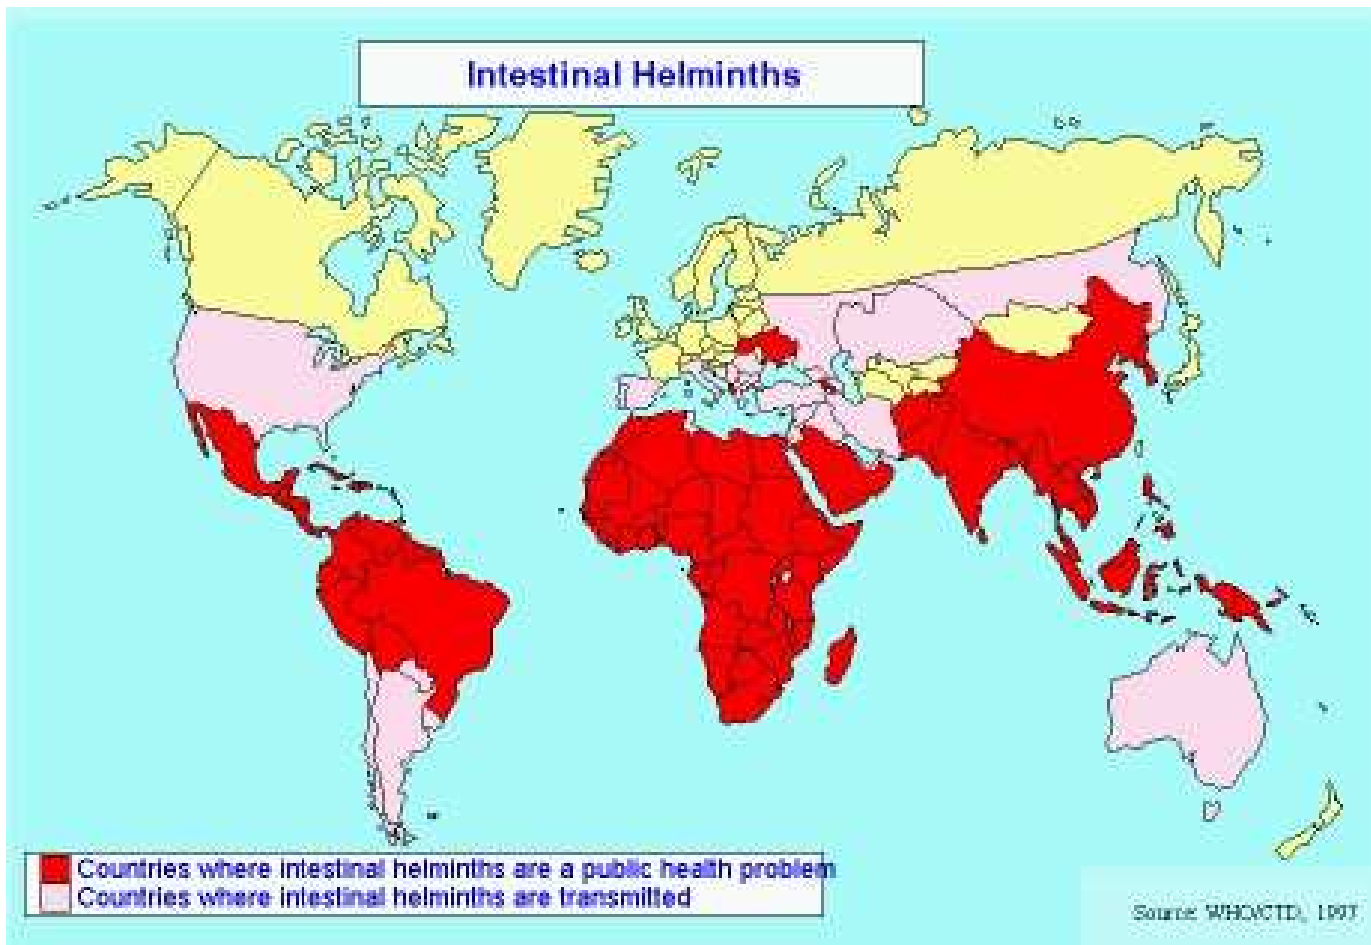 Intestinal Helminths
Countries where intestinal helminths are a public health problem
Countries where intestinal helminths are transmitted
Source: WHO/CTD, 1997